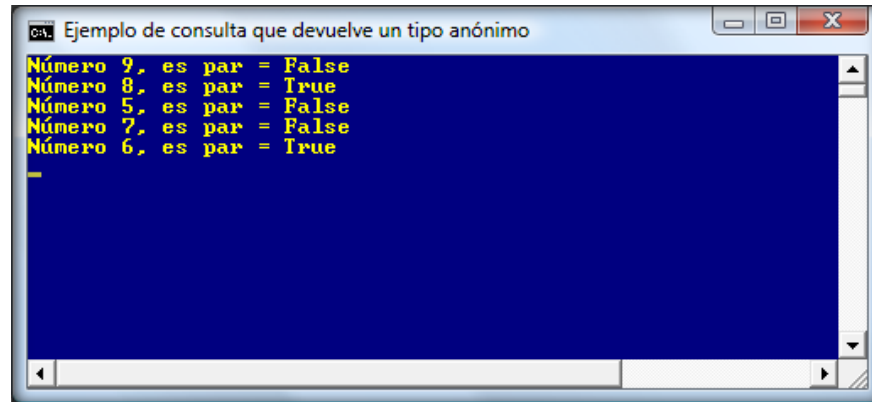 Ejemplo de consulta que devuelve un tipo anónimo
Número 9, es par = False
Número 8, es par = True
Número 5, es par = False
Número 7, es par = False
Número 6, es par = True